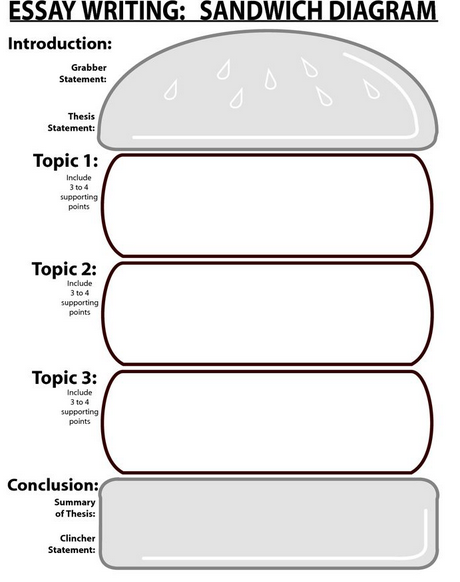 ESSAY WRITING: SANDWICH DIAGRAM
Introduction:
Grabber
Statement:
Thesis
Statement:
Topic 1:
Include
3 to 4
supporting
points
Topic 2:
Include
3 to 4
supporting
points
Topic 3:
Include
3 to 4
supporting
points
Conclusion:
Summary
of Thesis:
Clincher
Statement: